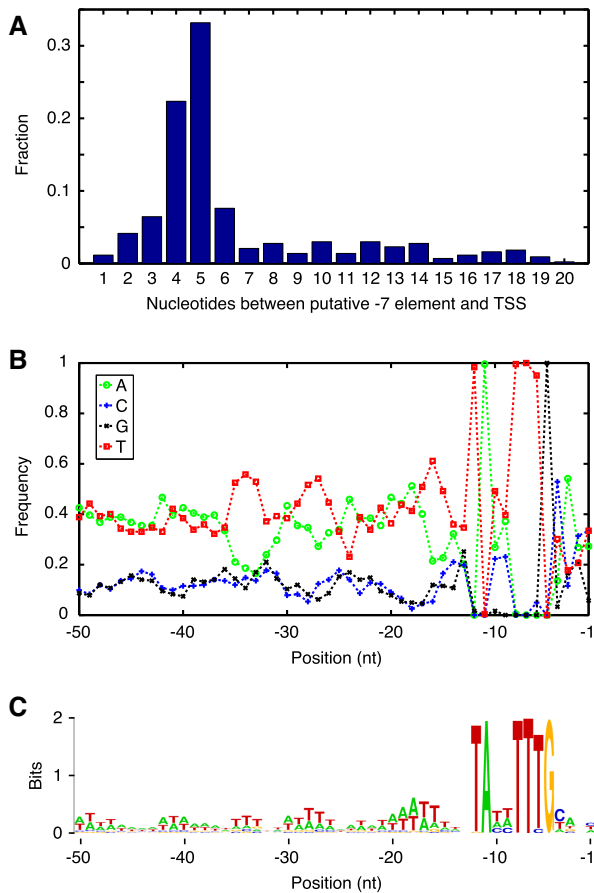 A
0.3
0.2
0.1
0
Fraction
1 2 3 4 5 6 7 8 9 10 11 12 13 14 15 16 17 18 19 20
Nucleotides between putative -7 element and TSS
B
1
0.8
0.6
0.4
0.2
0
Frequency
A
C
G
T
-50 -40 -30 -20 -10 -1
Position (nt)
C
2
1
0
Bits
TA TTTG
-50 -40 -30 -20 -10 -1
Position (nt)